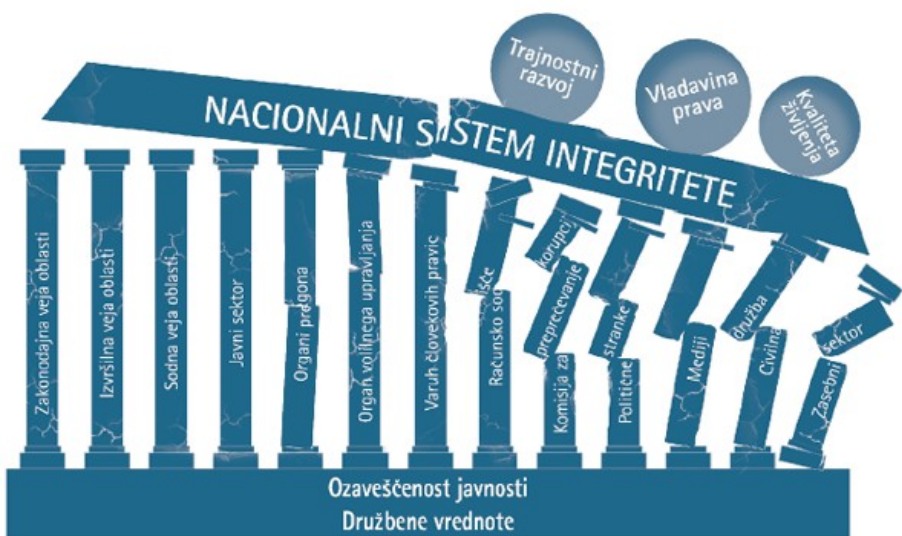 Trajnostni
razvoj
Vladavina
prava
Kvaliteta
življenja
NACIONALNI SISTEM INTEGRITETE
Zakonodajna veja oblasti
Izvršilna veja oblasti
Sodna veja oblasti
Javni sektor
Organi pregona
Organ volilnega upravljanja
Varuh človekovih pravic
Računsko sodišče
Komisija za preprečevanje korupcij
Politične stranke
Mediji
Civilna družba
Zasebni sektor
Ozaveščenost javnosti
Družbene vrednote